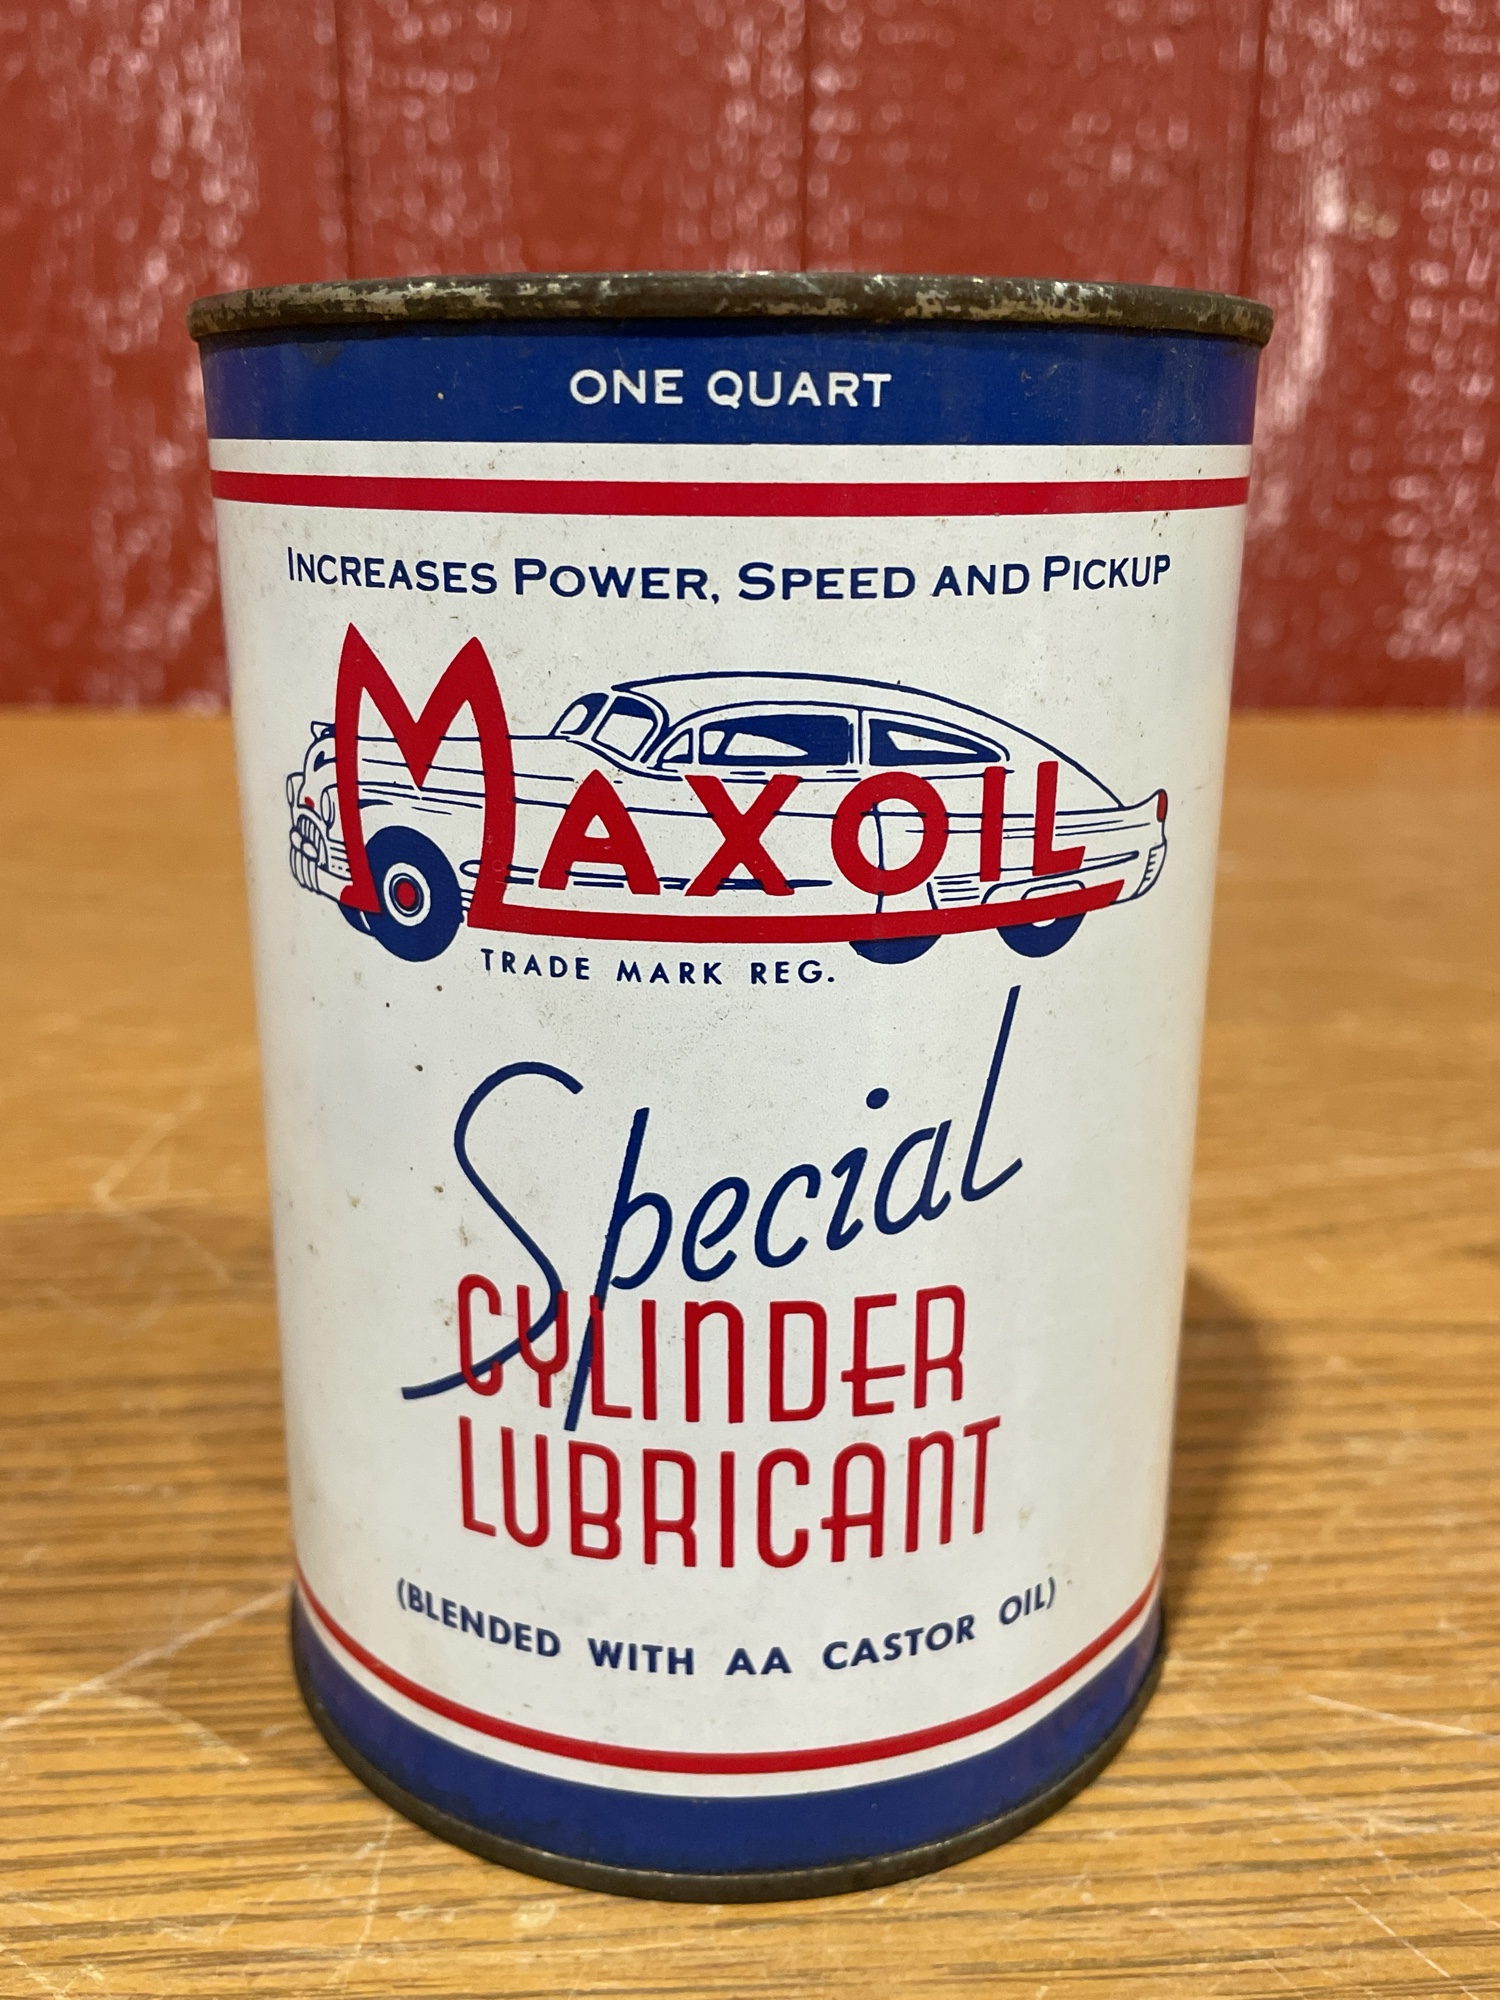 ONE QUART
INCREASES POWER, SPEED AND PICKUP
MAXOIL
TRADE MARK REG.
Special
CYLINDER
LUBRICANT
(BLENDED WITH AA CASTOR OIL)